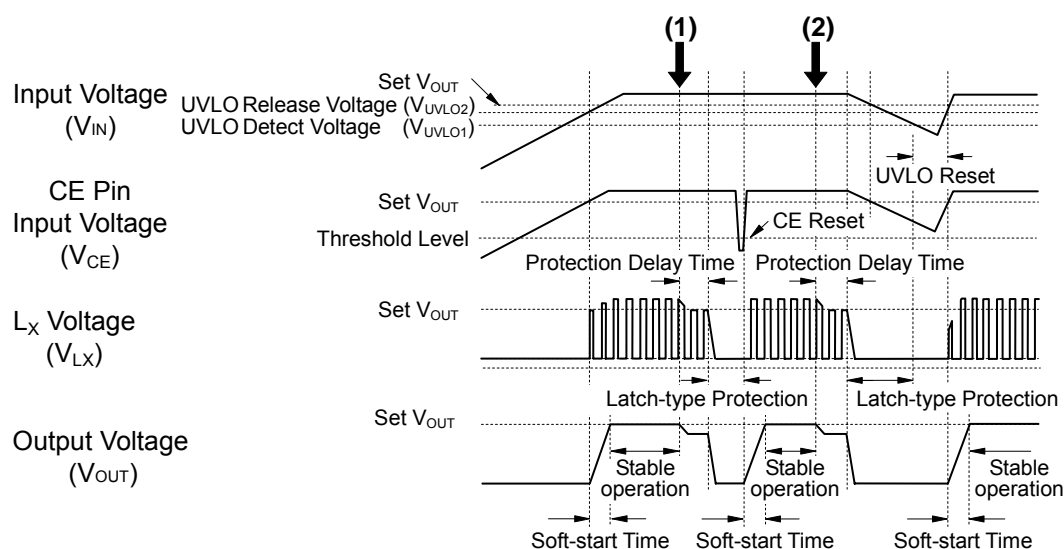 (1)
(2)
Input Voltage
(VIN)
Set VOUT
UVLO Release Voltage (VUVLO2)
UVLO Detect Voltage (VUVLO1)
UVLO Reset
CE Pin
Input Voltage
(VCE)
Set VOUT
Threshold Level
CE Reset
Protection Delay Time
Protection Delay Time
LX Voltage
(VLX)
Set VOUT
Latch-type Protection
Latch-type Protection
Output Voltage
(VOUT)
Set VOUT
Stable
operation
Stable
operation
Stable
operation
Soft-start Time
Soft-start Time
Soft-start Time